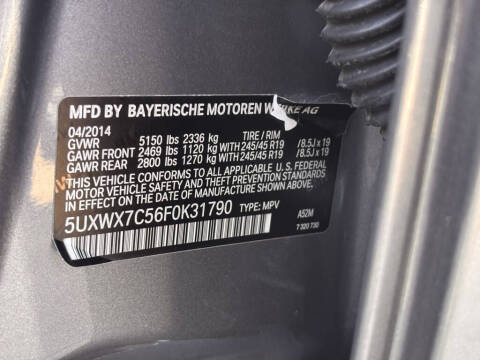 MFD BY BAYERISCHE MOTOREN WERKE AG
04/2014
GVWR 5150 lbs 2336 kg TIRE / RIM
GAWR FRONT 2469 lbs 1120 kg WITH 245/45 R19 / 8.5J x 19
GAWR REAR 2800 lbs 1270 kg WITH 245/45 R19 / 8.5J x 19
THIS VEHICLE CONFORMS TO ALL APPLICABLE U.S. FEDERAL
MOTOR VEHICLE SAFETY AND THEFT PREVENTION STANDARDS
IN EFFECT ON THE DATE OF MANUFACTURE SHOWN ABOVE.
5UXWX7C56F0K31790 TYPE: MPV
A52M
7 320 730